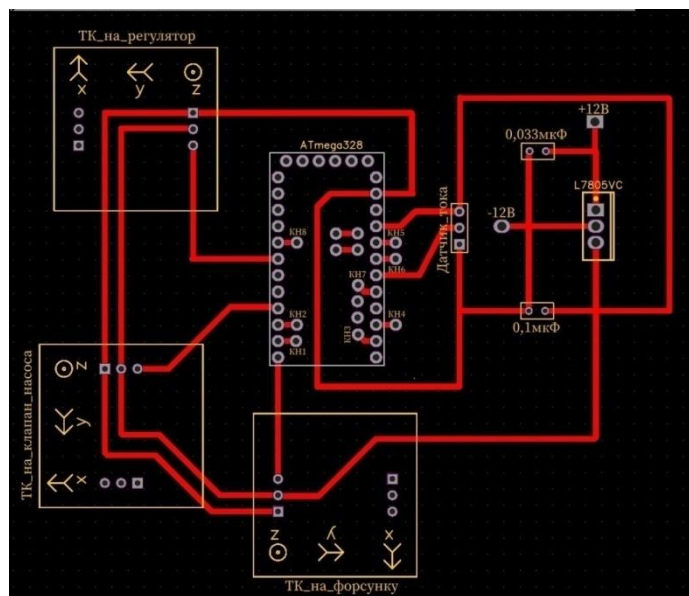 ТК_на_регулятор
x
y
z
ATmega328
+12В
0,033мкФ
L7805VC
-12В
Датчик_тока
КН8
КН5
КН6
КН7
КН2
КН4
КН3
КН1
0,1мкФ
ТК_на_клапан_насоса
z
y
x
z
y
x
ТК_на_форсунку